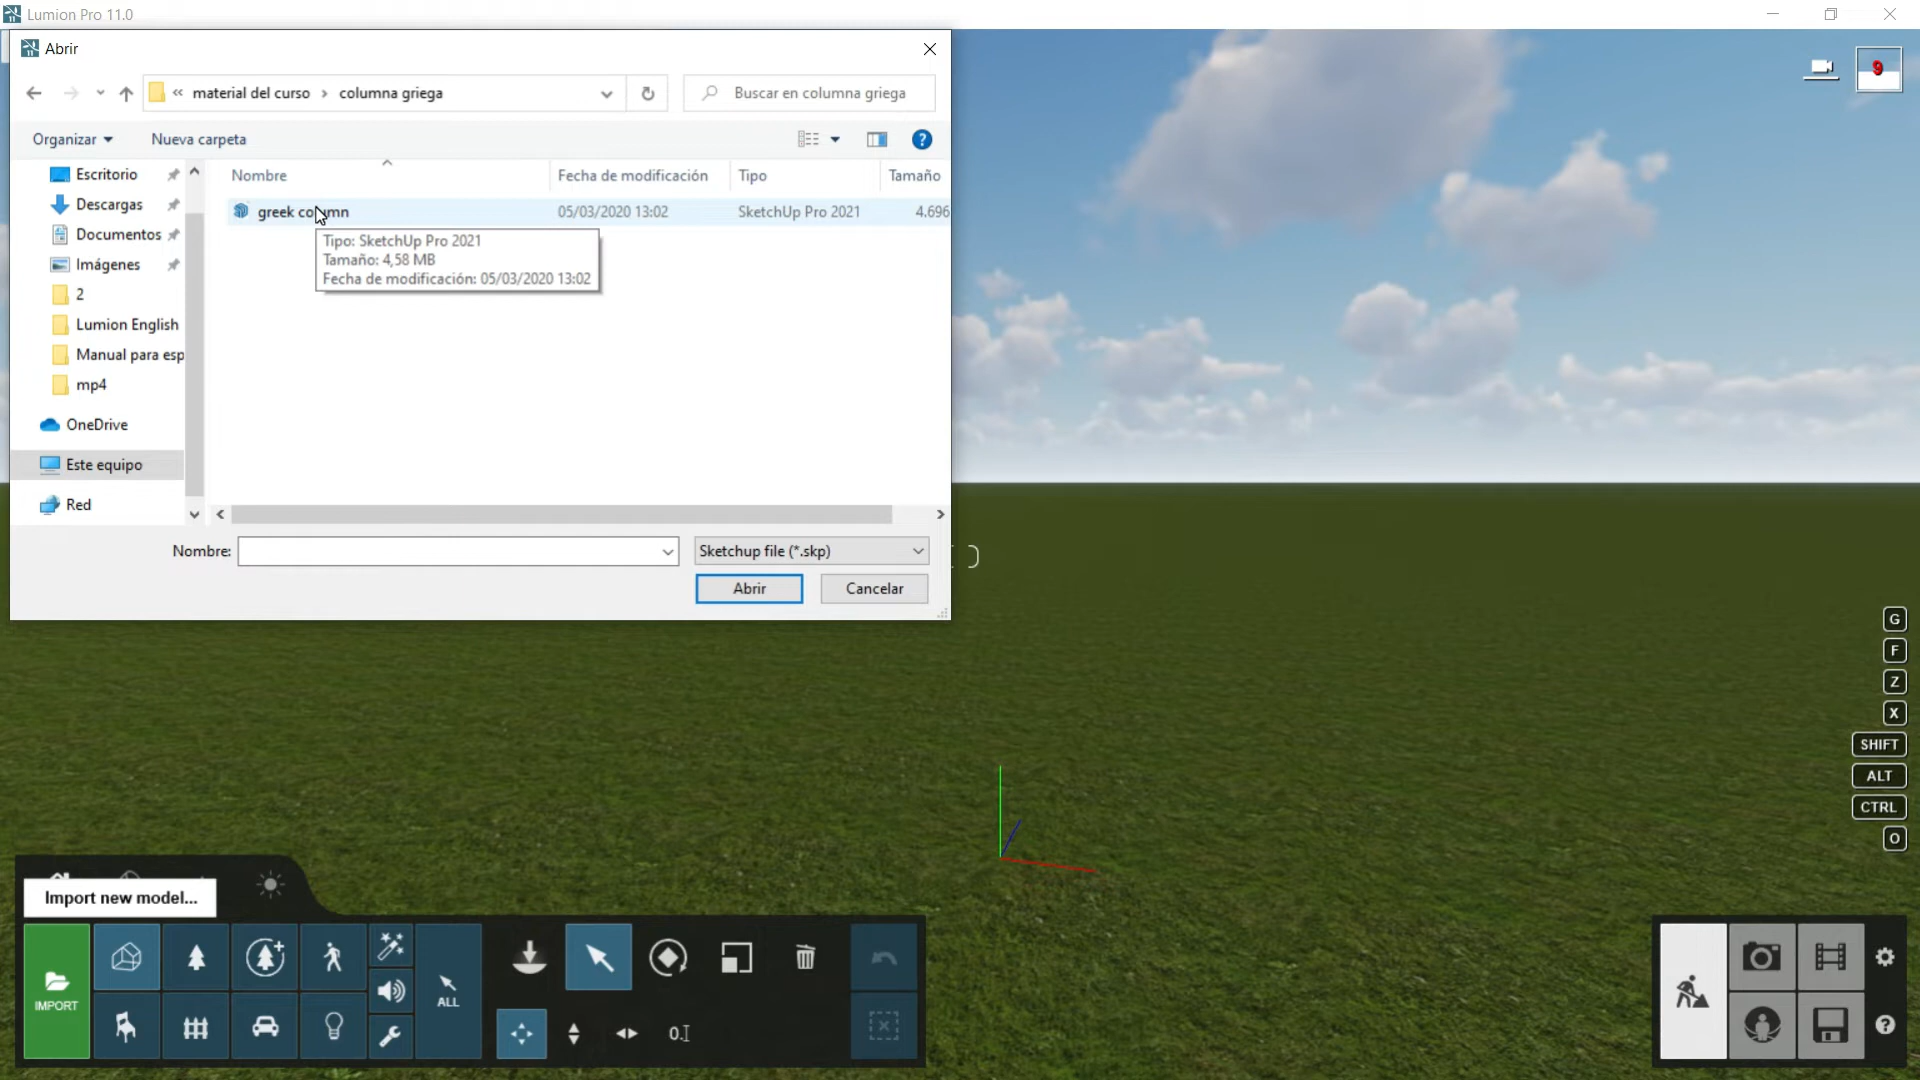 Lumion Pro 11.0
Abrir
« material del curso › columna griega
Buscar en columna griega
Organizar
Nueva carpeta
?
Nombre
Fecha de modificación
Tipo
Tamaño
greek
05/03/2020 13:02
SketchUp Pro 2021
4.696
Tipo: SketchUp Pro 2021
Tamaño: 4,58 MB
Fecha de modificación: 05/03/2020 13:02
Escritorio
Descargas
Documentos
Imágenes
2
Lumion English
Manual para esp
mp4
OneDrive
Este equipo
Red
Nombre:
Sketchup file (*.skp)
Abrir
Cancelar
9
G
F
Z
X
SHIFT
ALT
CTRL
O
Import new model...
IMPORT
ALL
?